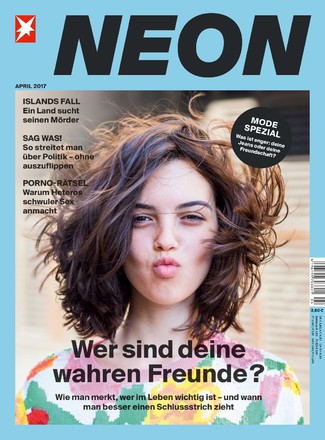 NEON
APRIL 2017
ISLANDS FALL
Ein Land sucht
seinen Mörder
SAG WAS!
So streitet man
über Politik – ohne
auszuflippen
PORNO-RÄTSEL
Warum Heteros
schwuler Sex
anmacht
MODE
SPEZIAL
Was ist enger: deine
Jeans oder deine
Freundschaft?
Wer sind deine
wahren Freunde?
Wie man merkt, wer im Leben wichtig ist – und wann
man besser einen Schlussstrich zieht
3,80 €